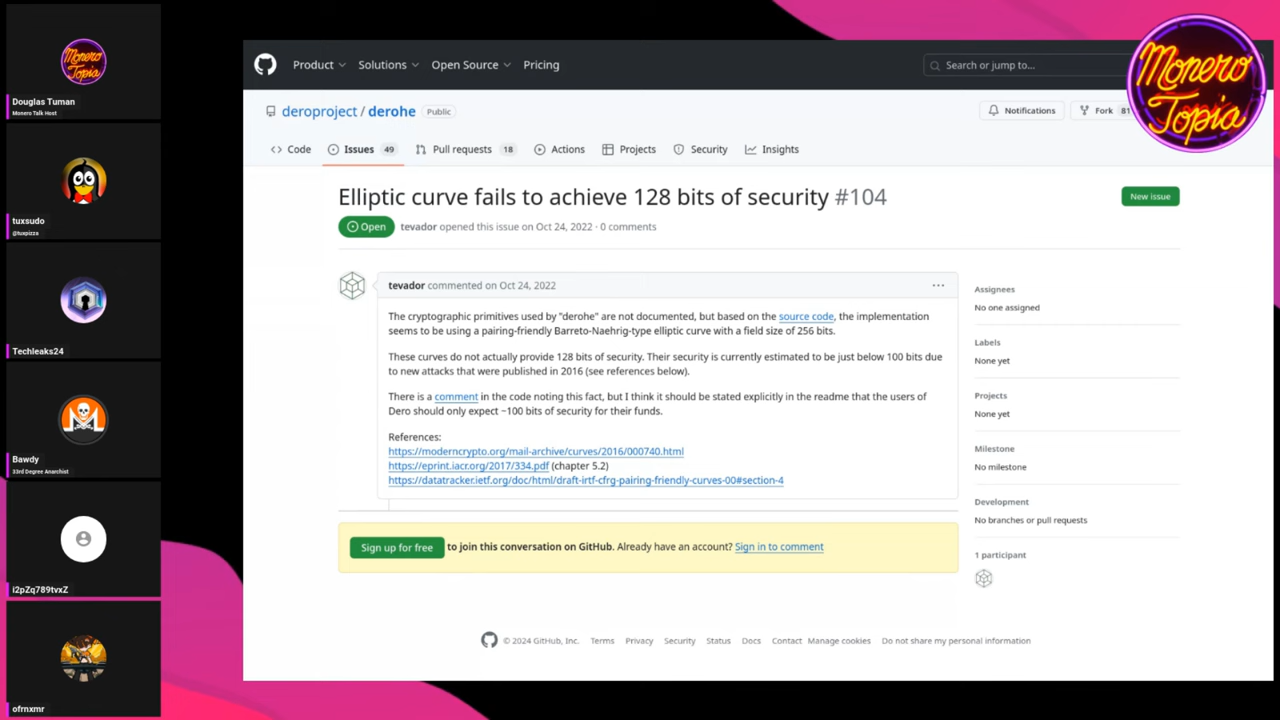 Monero
Topia
Douglas Tuman
Monero Talk Host
tuxsudo
@tuxpizza
Techleaks24
Bawdy
33rd Degree Anarchist
i2pZq789tvxZ
ofrnxmr
Product
Solutions
Open Source
Pricing
Search or jump to...
Monero
Topia
deroproject / derohe
Public
Notifications
Fork 81
Code
Issues 49
Pull requests 18
Actions
Projects
Security
Insights
Elliptic curve fails to achieve 128 bits of security #104
New issue
Open
tevador opened this issue on Oct 24, 2022 · 0 comments
tevador commented on Oct 24, 2022
The cryptographic primitives used by "derohe" are not documented, but based on the source code, the implementation
seems to be using a pairing-friendly Barreto-Naehrig-type elliptic curve with a field size of 256 bits.
These curves do not actually provide 128 bits of security. Their security is currently estimated to be just below 100 bits due
to new attacks that were published in 2016 (see references below).
There is a comment in the code noting this fact, but I think it should be stated explicitly in the readme that the users of
Dero should only expect ~100 bits of security for their funds.
References:
https://moderncrypto.org/mail-archive/curves/2016/000740.html
https://eprint.iacr.org/2017/334.pdf (chapter 5.2)
https://datatracker.ietf.org/doc/html/draft-irtf-cfrg-pairing-friendly-curves-00#section-4
Assignees
No one assigned
Labels
None yet
Projects
None yet
Milestone
No milestone
Development
No branches or pull requests
1 participant
Sign up for free to join this conversation on GitHub. Already have an account? Sign in to comment
© 2024 GitHub, Inc.
Terms
Privacy
Security
Status
Docs
Contact
Manage cookies
Do not share my personal information